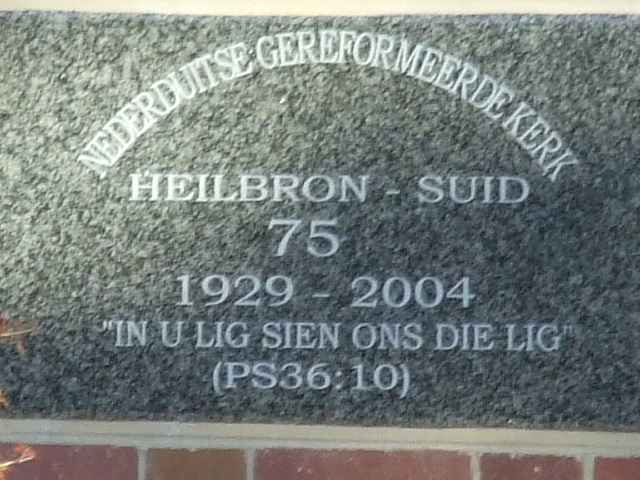 NEDERDUITSE GEREFORMEERDE KERK
HEILBRON - SUID
75
1929 - 2004
"IN U LIG SIEN ONS DIE LIG"
(PS36:10)